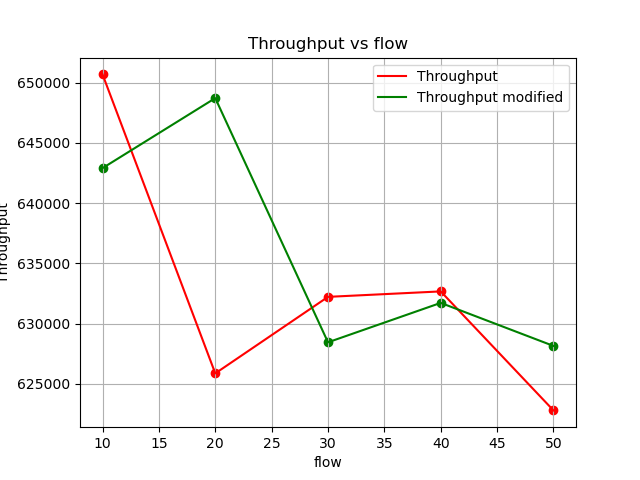 Throughput vs flow
Throughput
Throughput modified
650000
645000
640000
635000
630000
625000
Throughput
10 15 20 25 30 35 40 45 50
flow